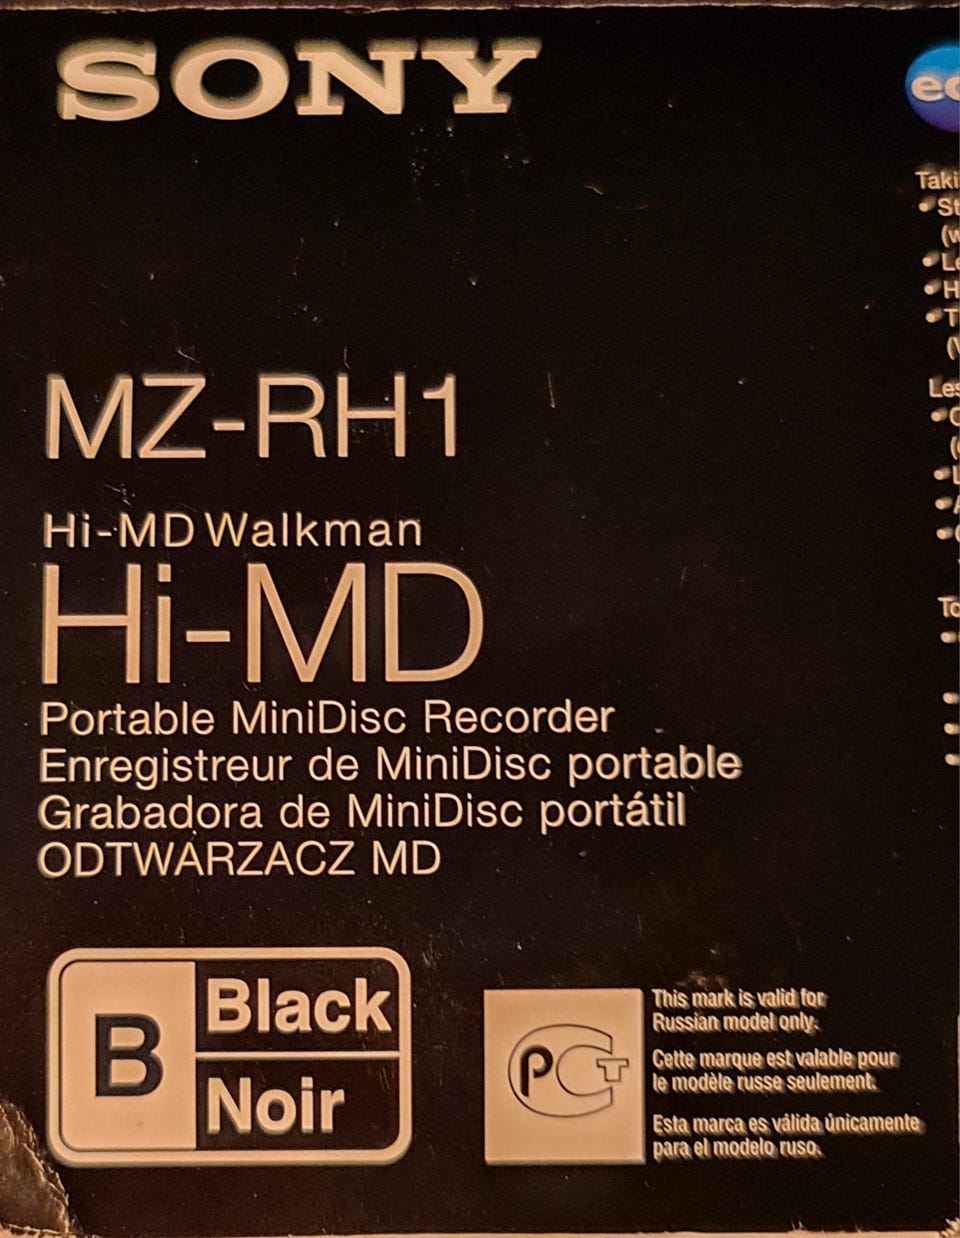 SONY
MZ-RH1
Hi-MD Walkman
Hi-MD
Portable MiniDisc Recorder
Enregistreur de MiniDisc portable
Grabadora de MiniDisc portátil
ODTWARZACZ MD
B
Black
Noir
РСТ
This mark is valid for
Russian model only.
Cette marque est valable pour
le modèle russe seulement.
Esta marca es válida únicamente
para el modelo ruso.
Les